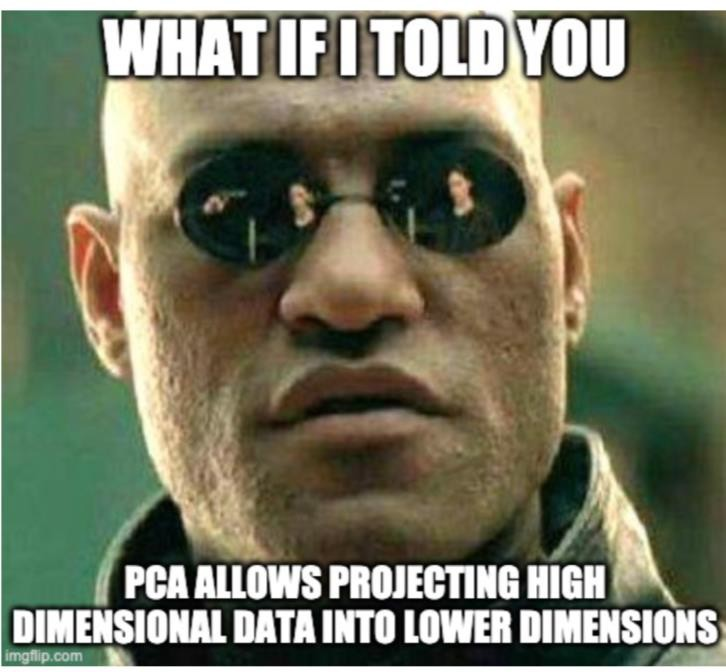 WHAT IF I TOLD YOU
PCA ALLOWS PROJECTING HIGH
DIMENSIONAL DATA INTO LOWER DIMENSIONS
imgflip.com